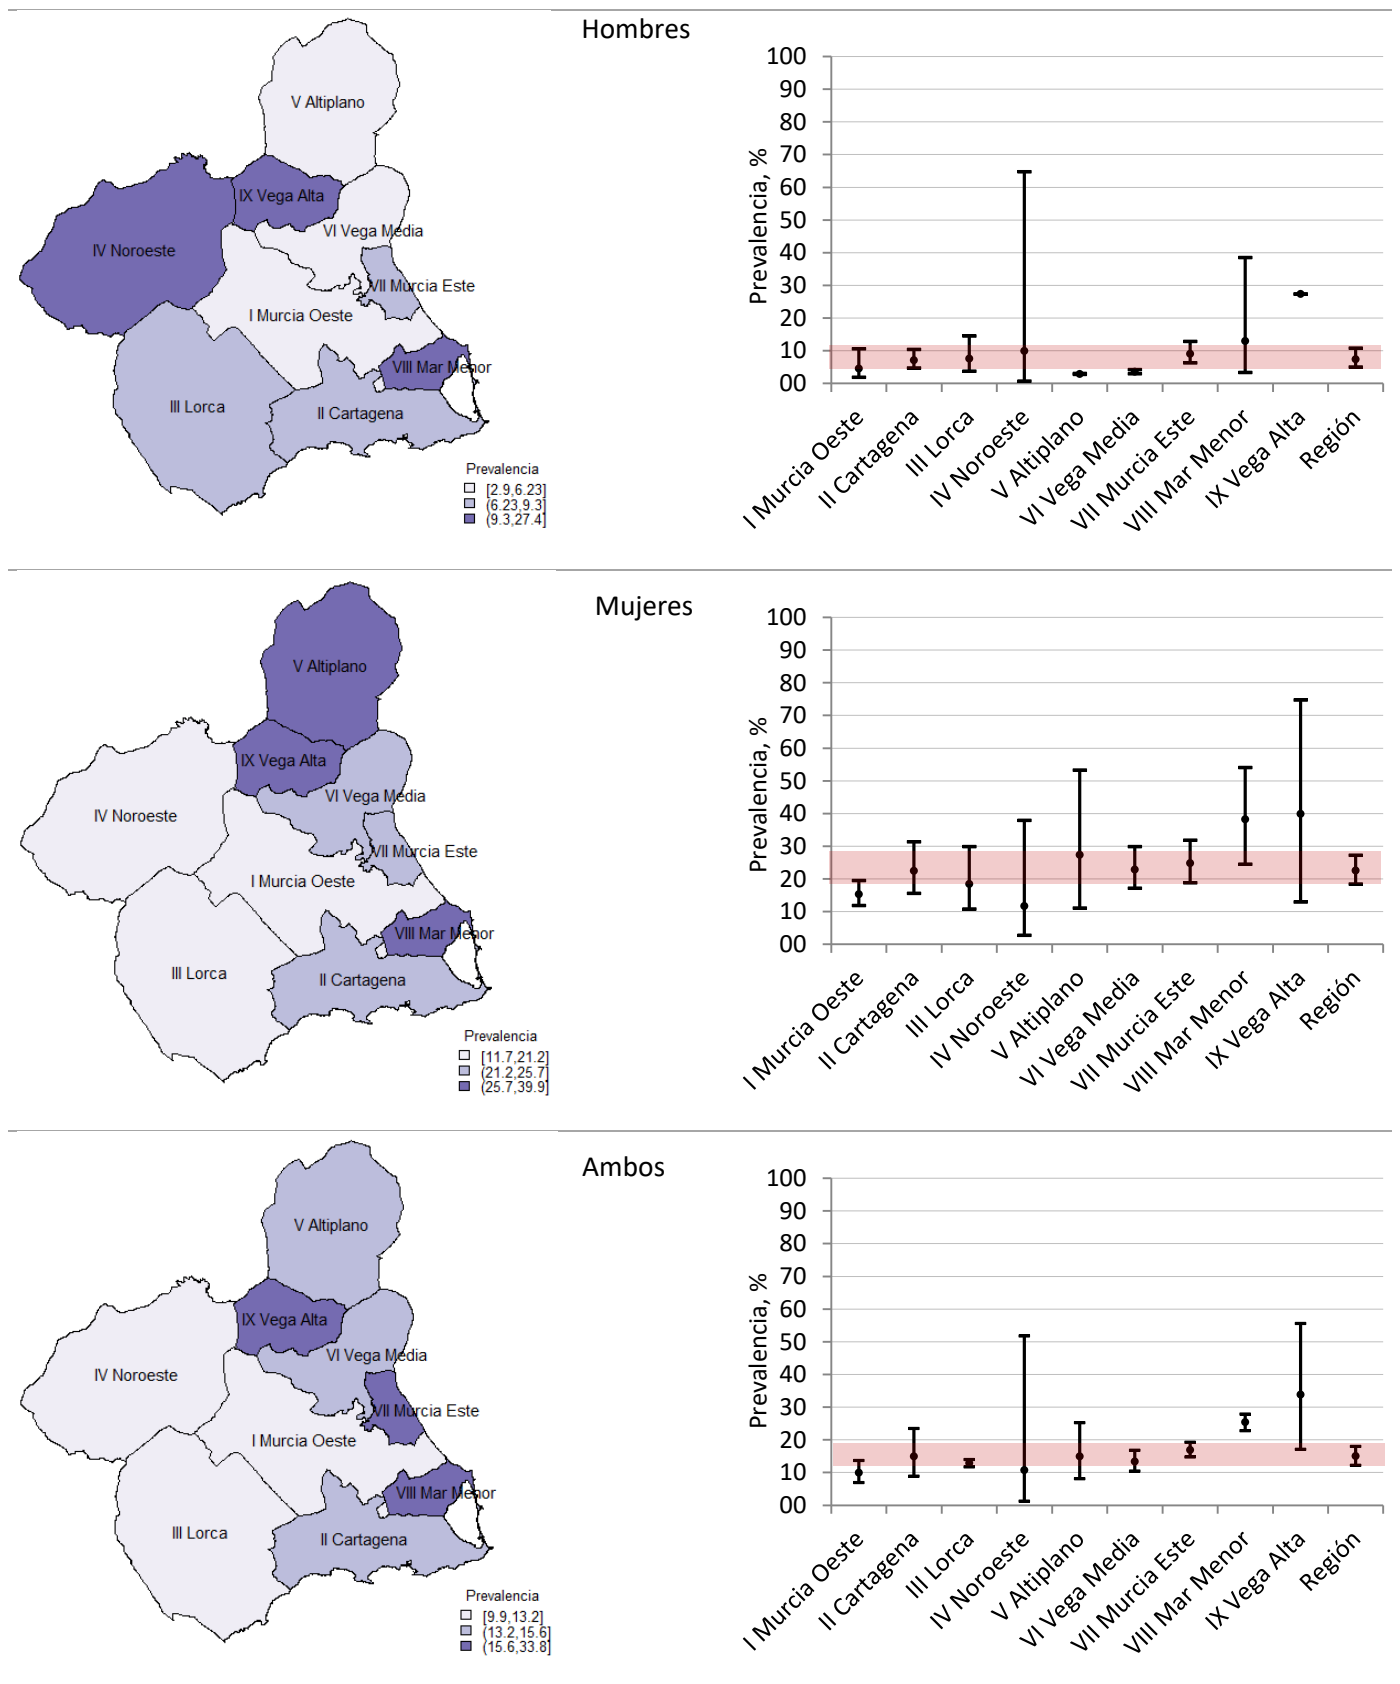 Hombres
V Altiplano
IX Vega Alta
VI Vega Media
IV Noroeste
VII Murcia Este
I Murcia Oeste
VIII Mar Menor
III Lorca
II Cartagena
Prevalencia
[2.9,6.23]
(6.23,9.3]
(9.3,27.4]
Prevalencia, %
100
90
80
70
60
50
40
30
20
10
00
I Murcia Oeste
II Cartagena
III Lorca
IV Noroeste
V Altiplano
VI Vega Media
VII Murcia Este
VIII Mar Menor
IX Vega Alta
Región
Mujeres
V Altiplano
IX Vega Alta
VI Vega Media
IV Noroeste
VII Murcia Este
I Murcia Oeste
VIII Mar Menor
III Lorca
II Cartagena
Prevalencia
[11.7,21.2]
(21.2,25.7]
(25.7,39.9]
Prevalencia, %
100
90
80
70
60
50
40
30
20
10
00
I Murcia Oeste
II Cartagena
III Lorca
IV Noroeste
V Altiplano
VI Vega Media
VII Murcia Este
VIII Mar Menor
IX Vega Alta
Región
Ambos
V Altiplano
IX Vega Alta
VI Vega Media
IV Noroeste
VII Murcia Este
I Murcia Oeste
VIII Mar Menor
III Lorca
II Cartagena
Prevalencia
[9.9,13.2]
(13.2,15.6]
(15.6,33.8]
Prevalencia, %
100
90
80
70
60
50
40
30
20
10
00
I Murcia Oeste
II Cartagena
III Lorca
IV Noroeste
V Altiplano
VI Vega Media
VII Murcia Este
VIII Mar Menor
IX Vega Alta
Región